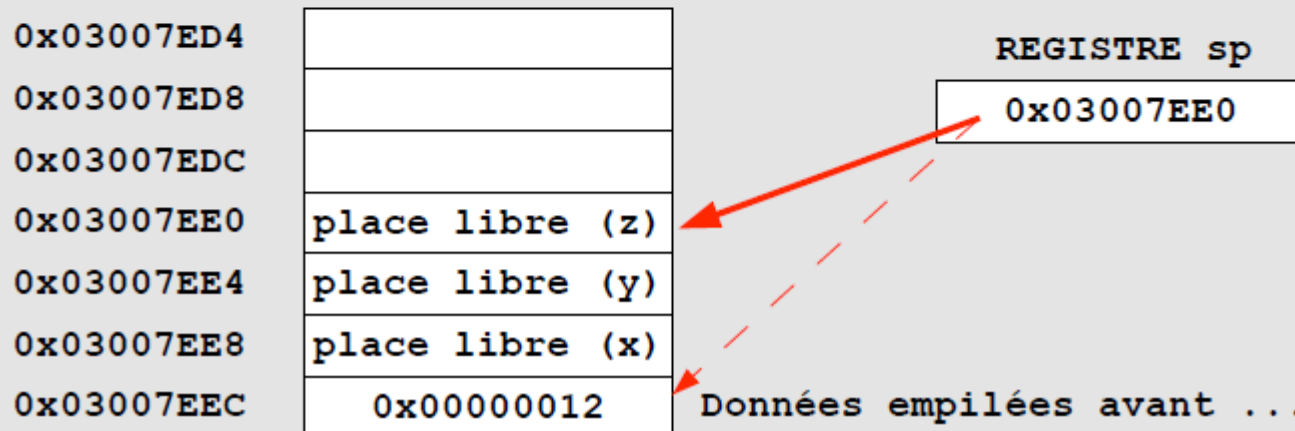 0x03007ED4
REGISTRE sp
0x03007ED8
0x03007EE0
0x03007EDC
0x03007EE0 place libre (z)
0x03007EE4 place libre (y)
0x03007EE8 place libre (x)
0x03007EEC 0x00000012 Données empilées avant ...